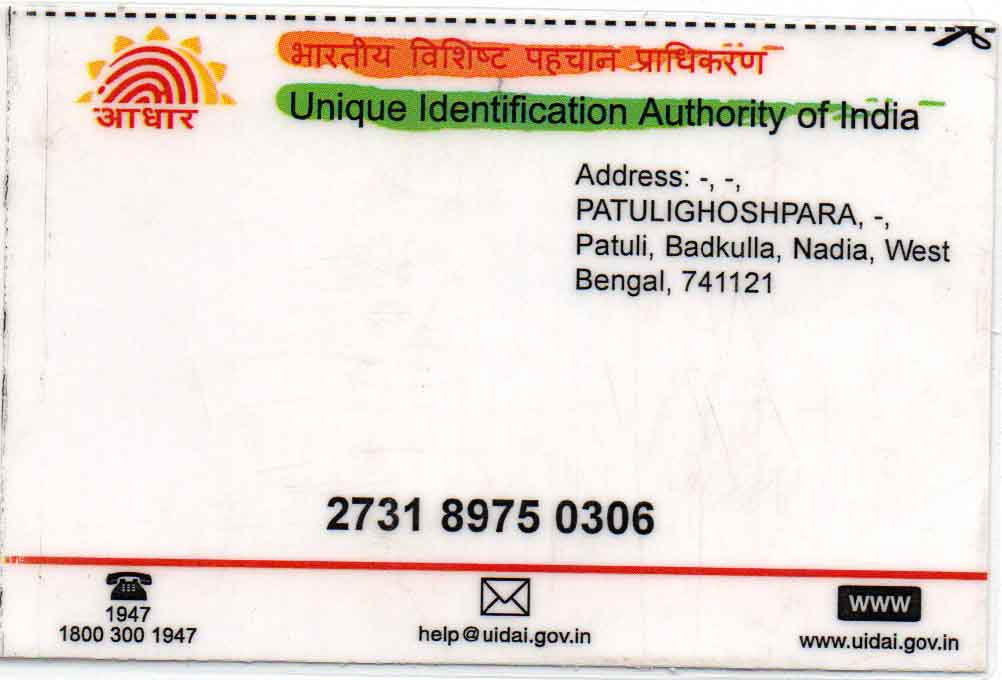 भारतीय विशिष्ट पहचान प्राधिकरण
आधार
Unique Identification Authority of India
Address: -, -,
PATULIGHOSHPARA, -,
Patuli, Badkulla, Nadia, West
Bengal, 741121
2731 8975 0306
1947
1800 300 1947
help@uidai.gov.in
WWW
www.uidai.gov.in